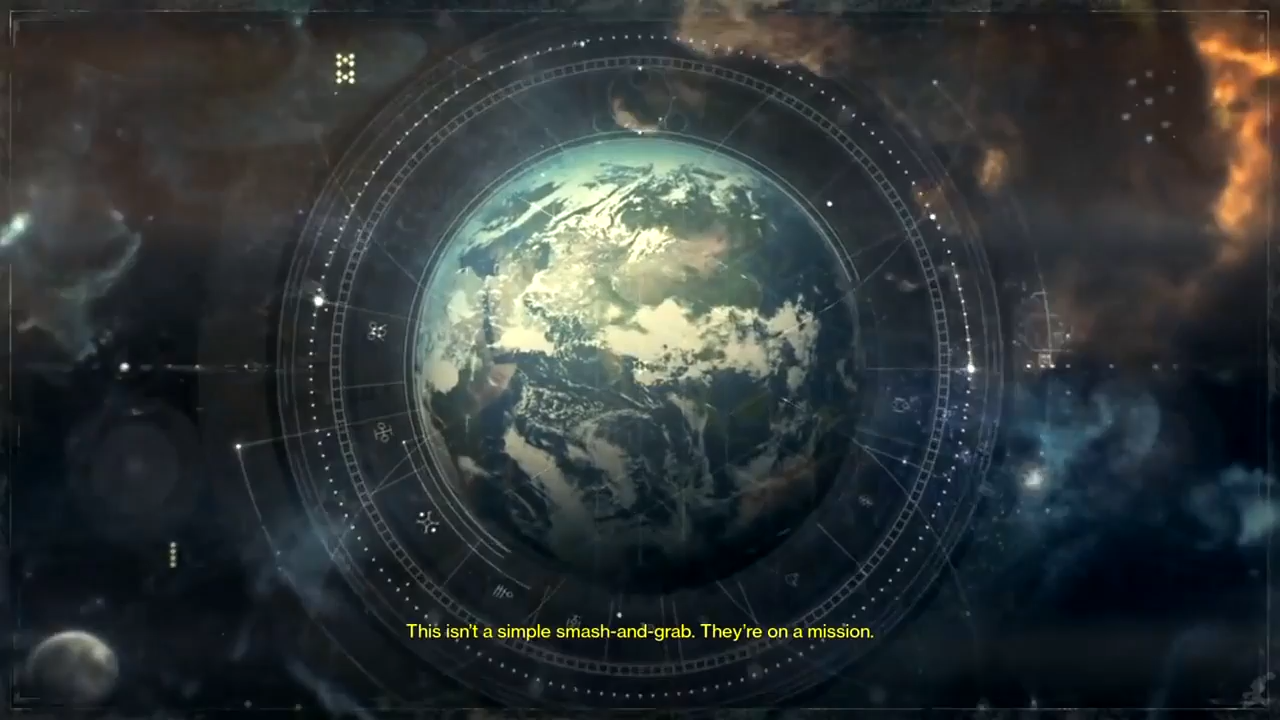 This isn't a simple smash-and-grab. They're on a mission.